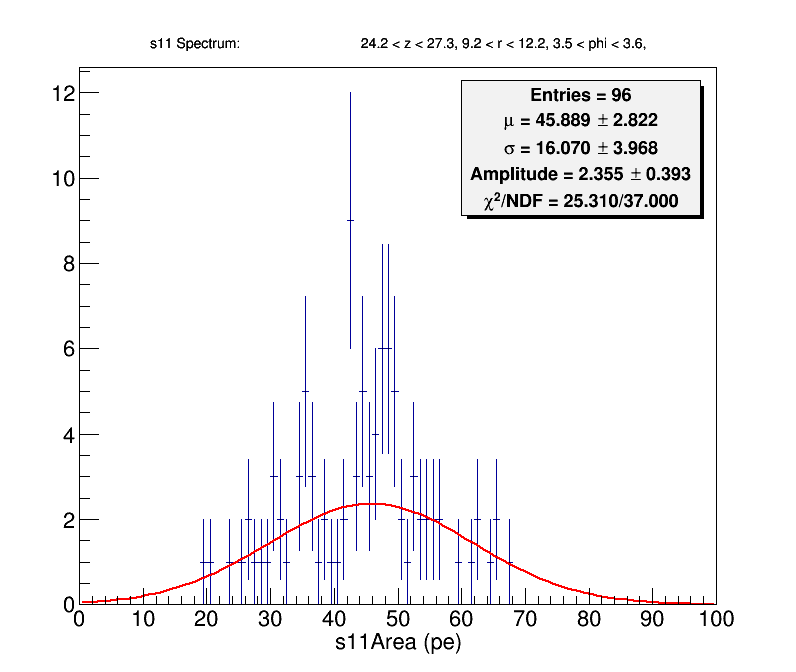 s11 Spectrum: 24.2 < z < 27.3, 9.2 < r < 12.2, 3.5 < phi < 3.6,
Entries = 96
μ = 45.889 ± 2.822
σ = 16.070 ± 3.968
Amplitude = 2.355 ± 0.393
χ²/NDF = 25.310/37.000
12
10
8
6
4
2
0
0 10 20 30 40 50 60 70 80 90 100
s11Area (pe)